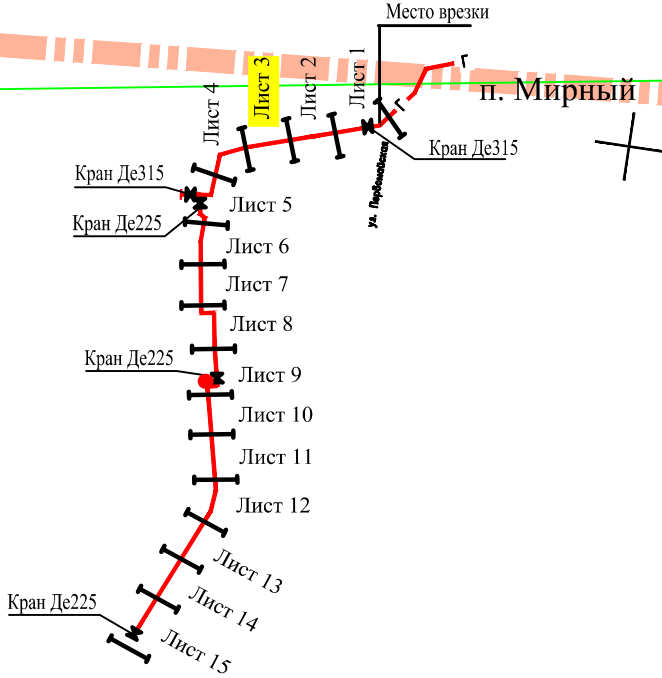 Место врезки
Г
Г
п. Мирный
Лист 1
Лист 2
Лист 3
Лист 4
Кран Де315
ул. Первомайская
Кран Де315
Кран Де225
Лист 5
Лист 6
Лист 7
Лист 8
Кран Де225
Лист 9
Лист 10
Лист 11
Лист 12
Лист 13
Лист 14
Кран Де225
Лист 15